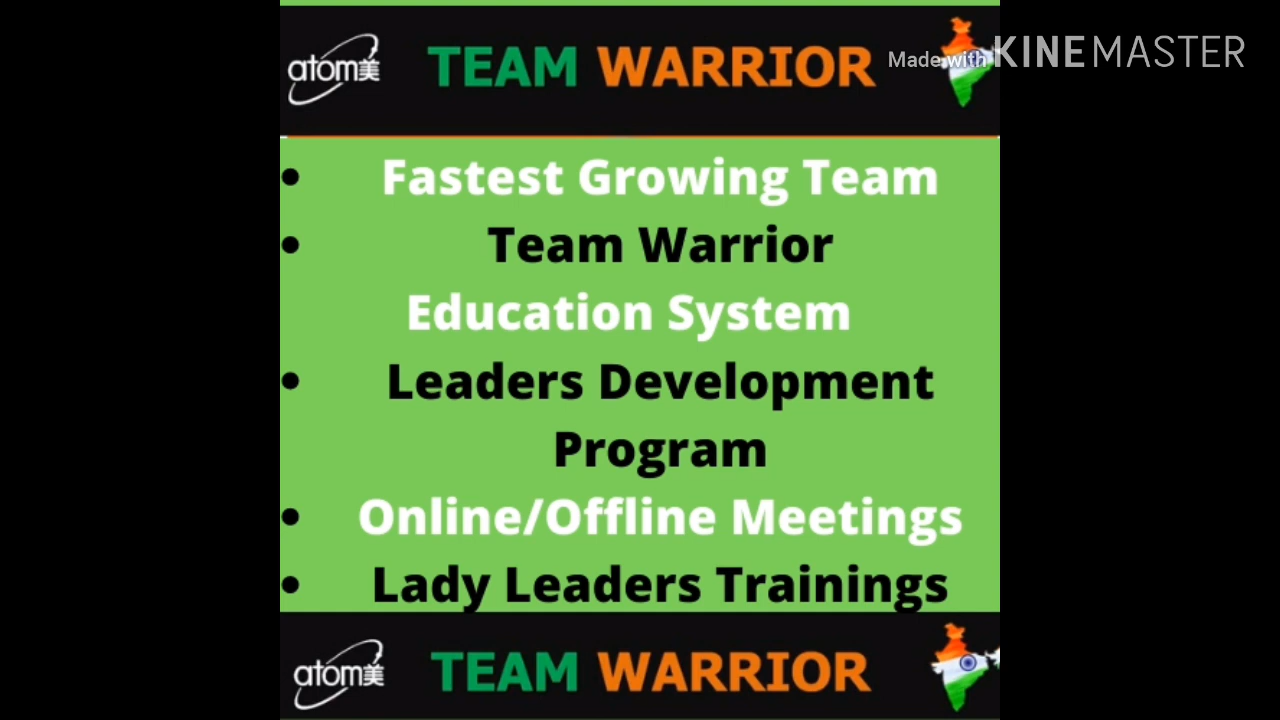 atom美 TEAM WARRIOR Made with KINEMASTER
• Fastest Growing Team
• Team Warrior
Education System
• Leaders Development
Program
• Online/Offline Meetings
• Lady Leaders Trainings
atom美 TEAM WARRIOR